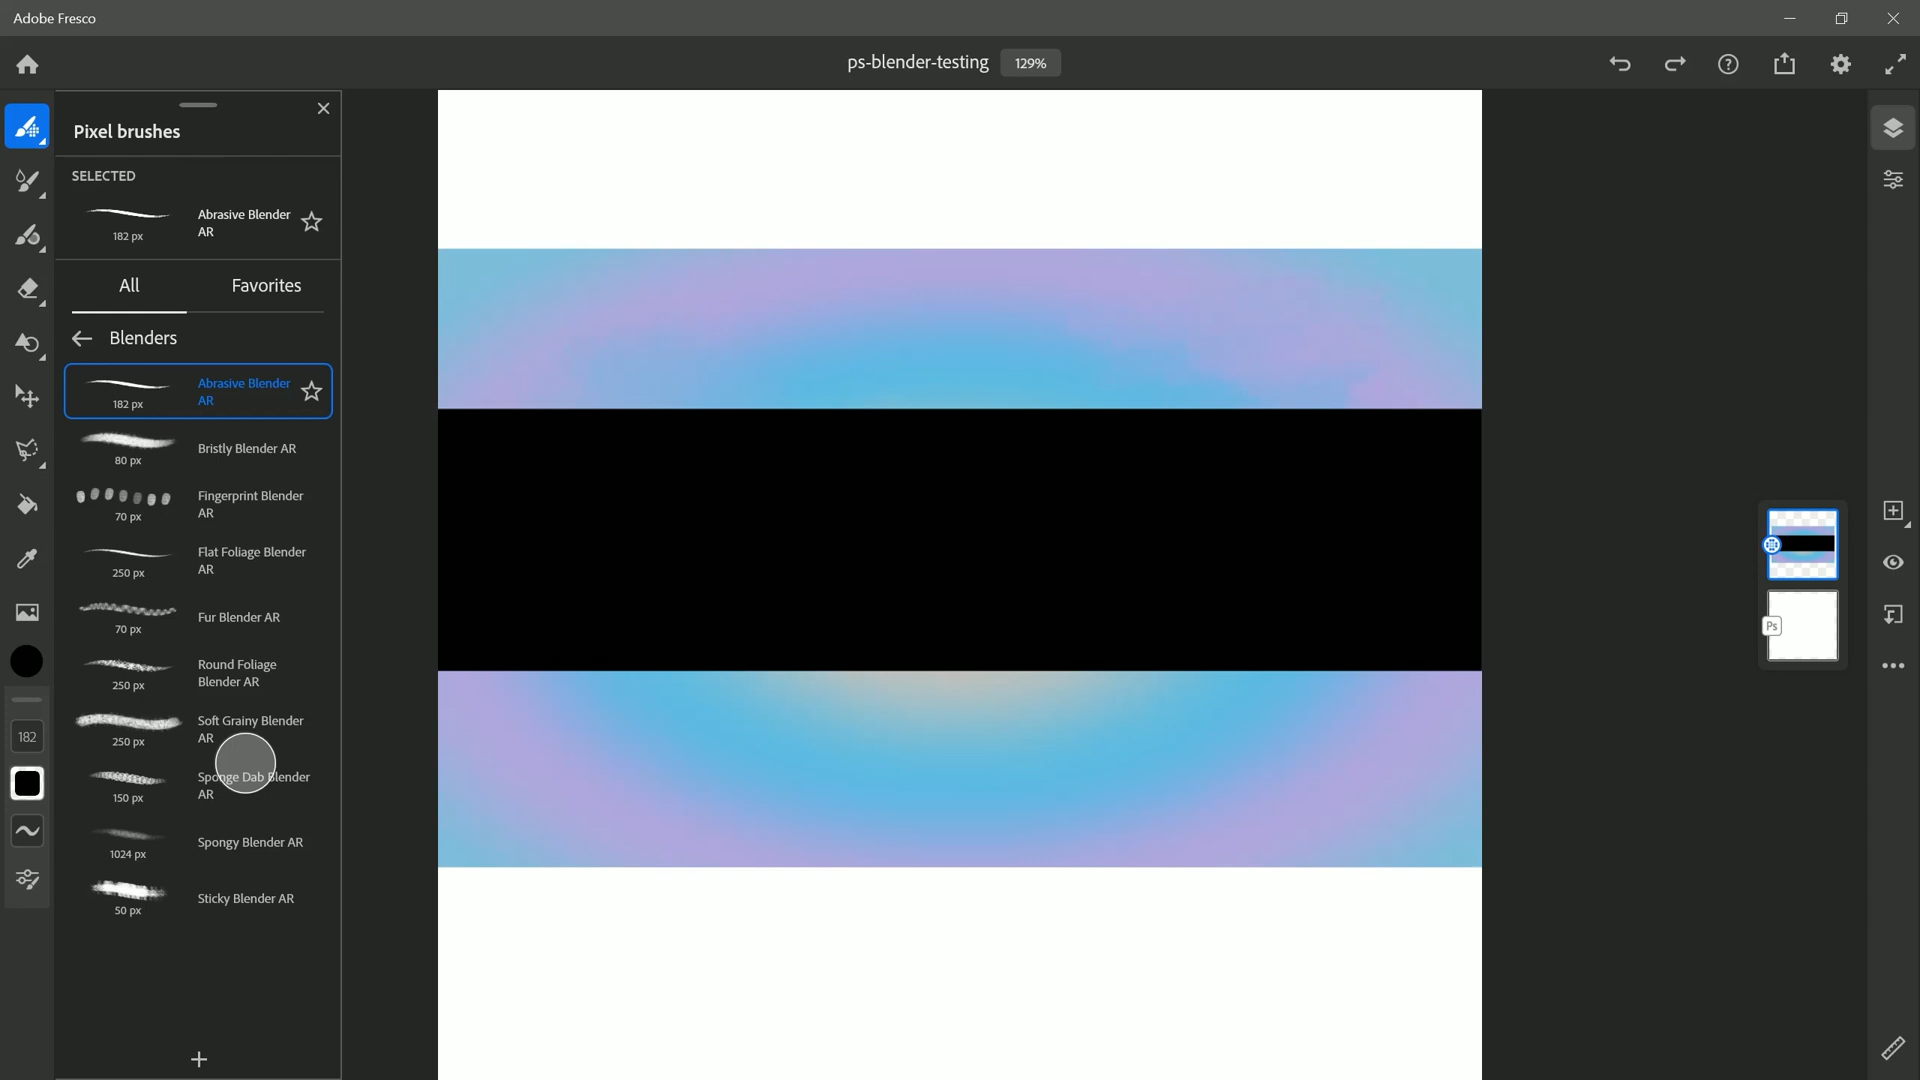 Adobe Fresco
ps-blender-testing 129%
Pixel brushes
SELECTED
Abrasive Blender
AR
182 px
All Favorites
Blenders
Abrasive Blender
AR
182 px
Bristly Blender AR
80 px
Fingerprint Blender
AR
70 px
Flat Foliage Blender
AR
250 px
Fur Blender AR
70 px
Round Foliage
Blender AR
250 px
Soft Grainy Blender
AR
250 px
Sponge Dab Blender
AR
150 px
Spongy Blender AR
1024 px
Sticky Blender AR
50 px
182
Ps